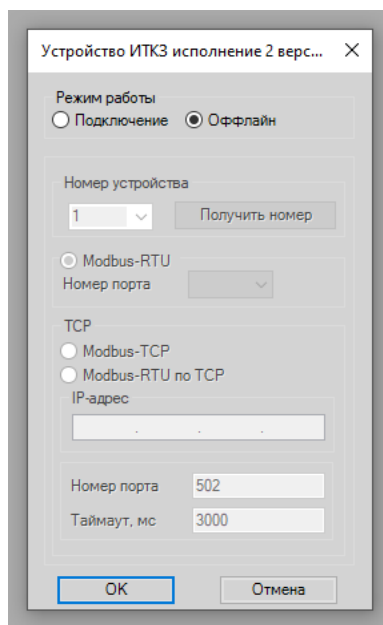 Устройство ИТКЗ исполнение 2 верс...
Режим работы
Подключение Оффлайн
Номер устройства
1 Получить номер
Modbus-RTU
Номер порта
TCP
Modbus-TCP
Modbus-RTU по TCP
IP-адрес
. . .
Номер порта 502
Таймаут, мс 3000
OK Отмена